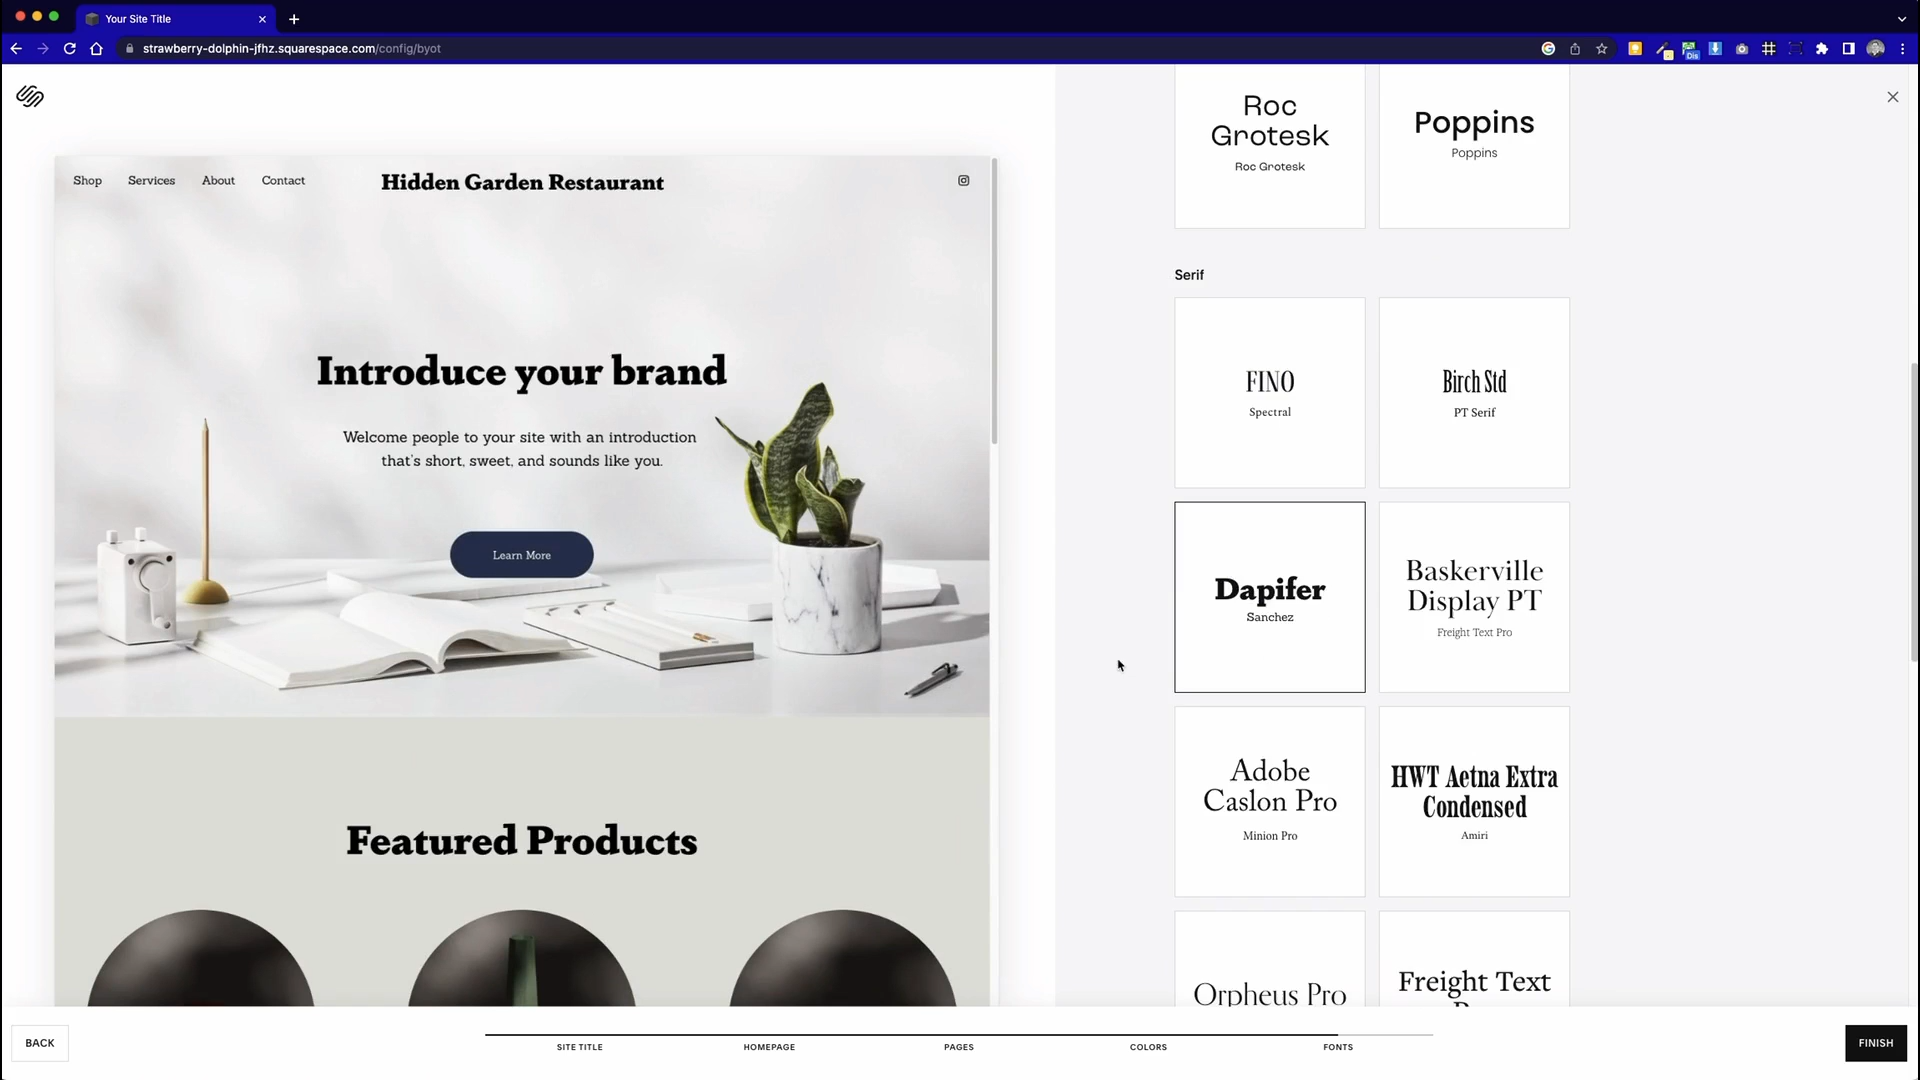 Your Site Title
strawberry-dolphin-jfhz.squarespace.com/config/byot
Dis
Shop Services About Contact
Hidden Garden Restaurant
Introduce your brand
Welcome people to your site with an introduction
that's short, sweet, and sounds like you.
Learn More
Featured Products
Roc
Grotesk
Roc Grotesk
Poppins
Poppins
Serif
FINO
Spectral
Birch Std
PT Serif
Dapifer
Sanchez
Baskerville
Display PT
Freight Text Pro
Adobe
Caslon Pro
Minion Pro
HWT Aetna Extra
Condensed
Amiri
Orpheus Pro
Freight Text
BACK
SITE TITLE
HOMEPAGE
PAGES
COLORS
FONTS
FINISH